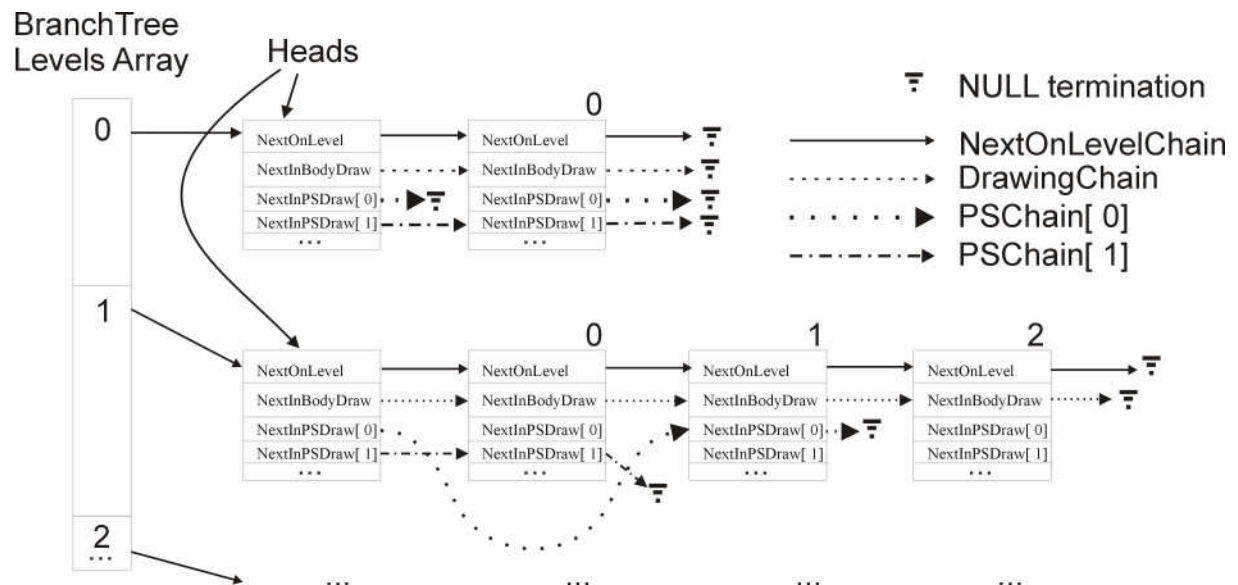 BranchTree
Levels Array
Heads
NULL termination
NextOnLevelChain
DrawingChain
PSChain[ 0]
PSChain[ 1]
0
0
NextOnLevel
NextOnLevel
NextInBodyDraw
NextInBodyDraw
NextInPSDraw[ 0]
NextInPSDraw[ 0]
NextInPSDraw[ 1]
NextInPSDraw[ 1]
...
...
1
0
1
2
NextOnLevel
NextOnLevel
NextOnLevel
NextOnLevel
NextInBodyDraw
NextInBodyDraw
NextInBodyDraw
NextInBodyDraw
NextInPSDraw[ 0]
NextInPSDraw[ 0]
NextInPSDraw[ 0]
NextInPSDraw[ 0]
NextInPSDraw[ 1]
NextInPSDraw[ 1]
NextInPSDraw[ 1]
NextInPSDraw[ 1]
...
...
...
...
2
...
...
...
...
...